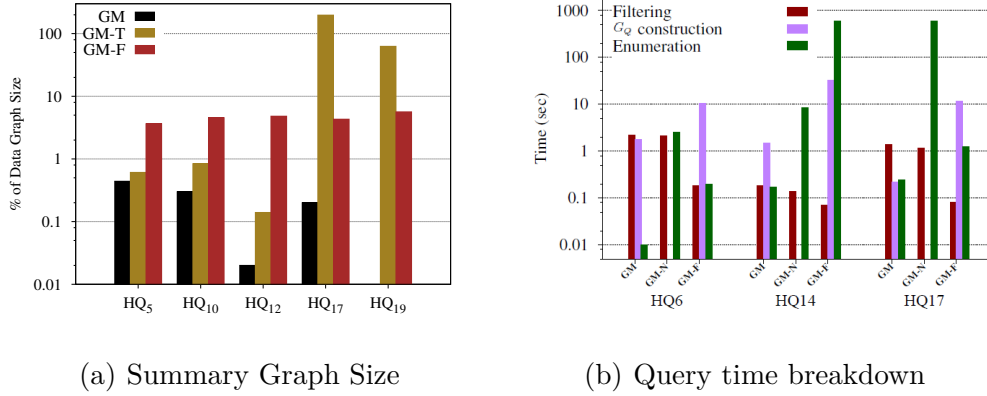 GM
GM-T
GM-F
% of Data Graph Size
100
10
1
0.1
0.01
HQ5 HQ10 HQ12 HQ17 HQ19
(a) Summary Graph Size
Filtering
GQ construction
Enumeration
Time (sec)
1000
100
10
1
0.1
0.01
GM GM-N GM-F GM GM-N GM-F GM GM-N GM-F
HQ6 HQ14 HQ17
(b) Query time breakdown